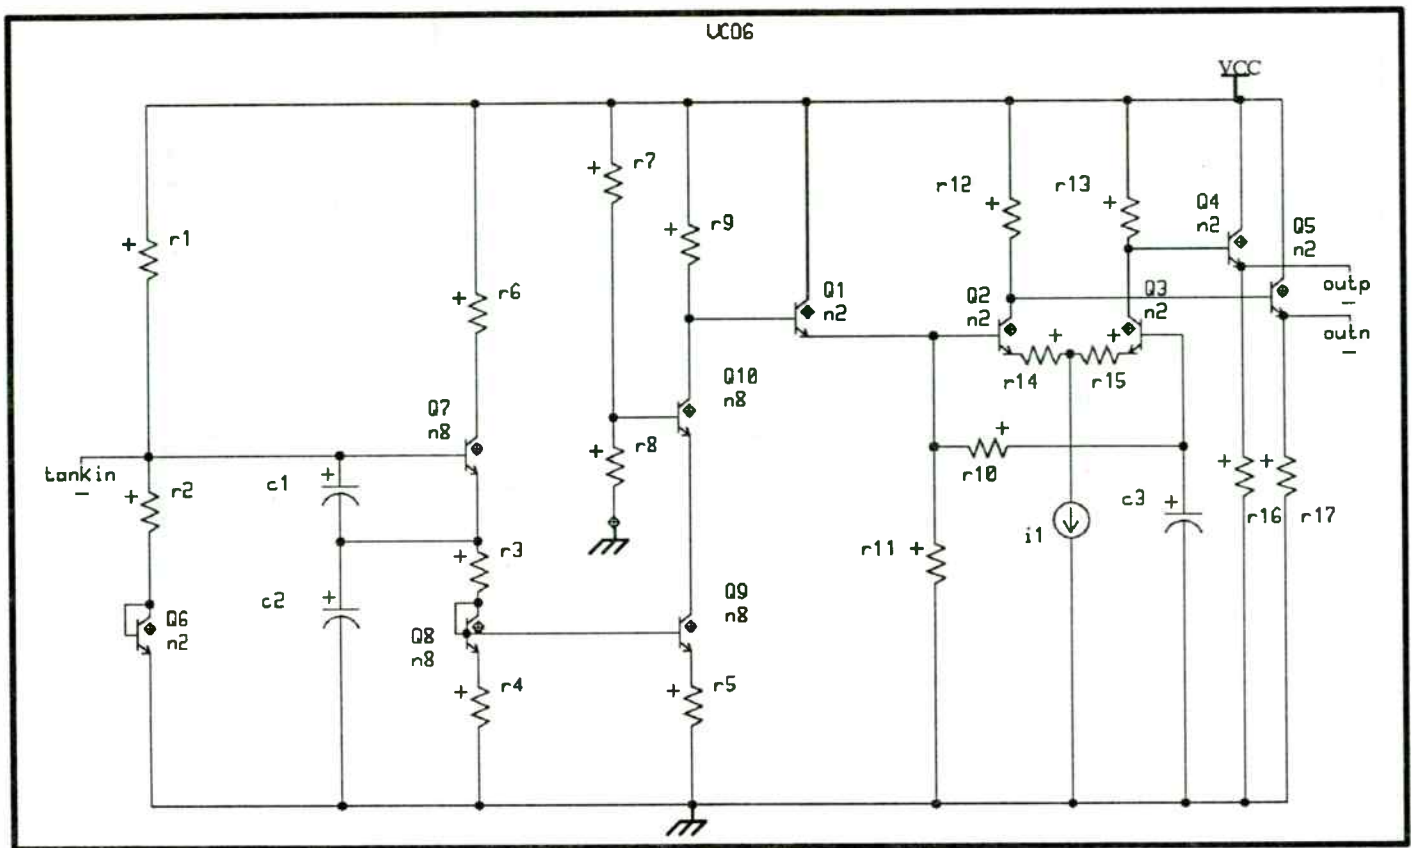 VCO6
VCC
r7
r12
r13
Q4
n2
r1
r9
Q5
n2
r6
Q1
n2
Q2
n2
Q3
n2
outp
outn
r14
r15
Q10
n8
Q7
n8
r8
tankin
r2
c1
r10
c3
r16
r17
i1
r3
r11
c2
Q6
n2
Q8
n8
Q9
n8
r4
r5